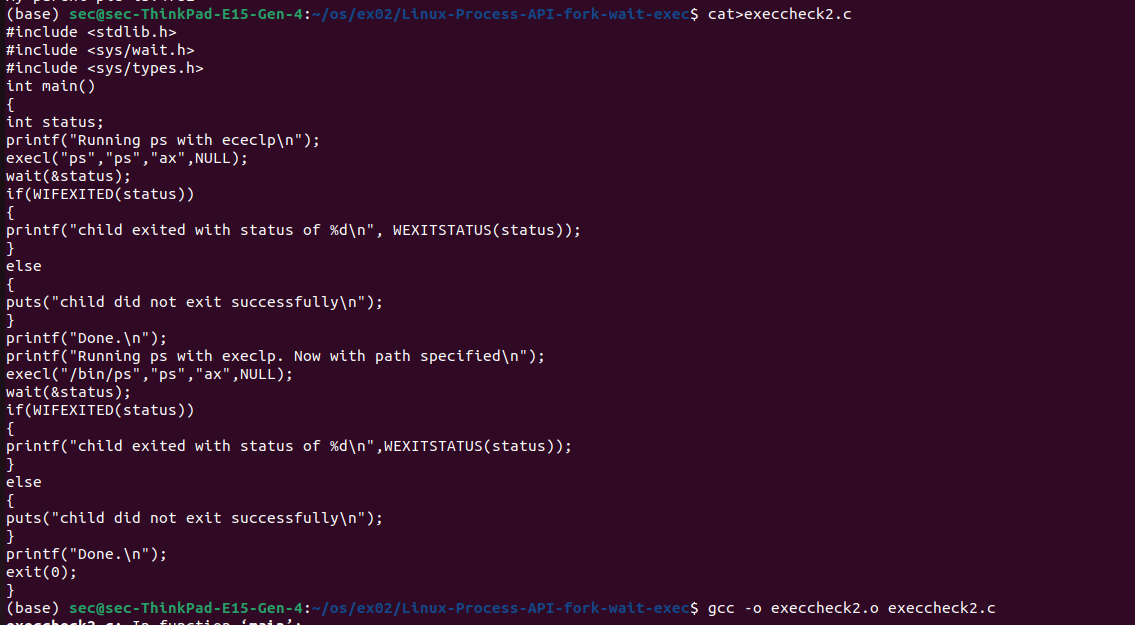 (base) sec@sec-ThinkPad-E15-Gen-4:~/os/ex02/Linux-Process-API-fork-wait-exec$ cat>execcheck2.c
#include <stdlib.h>
#include <sys/wait.h>
#include <sys/types.h>
int main()
{
int status;
printf("Running ps with ececlp\n");
execl("ps","ps","ax",NULL);
wait(&status);
if(WIFEXITED(status))
{
printf("child exited with status of %d\n", WEXITSTATUS(status));
}
else
{
puts("child did not exit successfully\n");
}
printf("Done.\n");
printf("Running ps with execlp. Now with path specified\n");
execl("/bin/ps","ps","ax",NULL);
wait(&status);
if(WIFEXITED(status))
{
printf("child exited with status of %d\n",WEXITSTATUS(status));
}
else
{
puts("child did not exit successfully\n");
}
printf("Done.\n");
exit(0);
}
(base) sec@sec-ThinkPad-E15-Gen-4:~/os/ex02/Linux-Process-API-fork-wait-exec$ gcc -o execcheck2.o execcheck2.c
execcheck2.c: In function ‘main’: